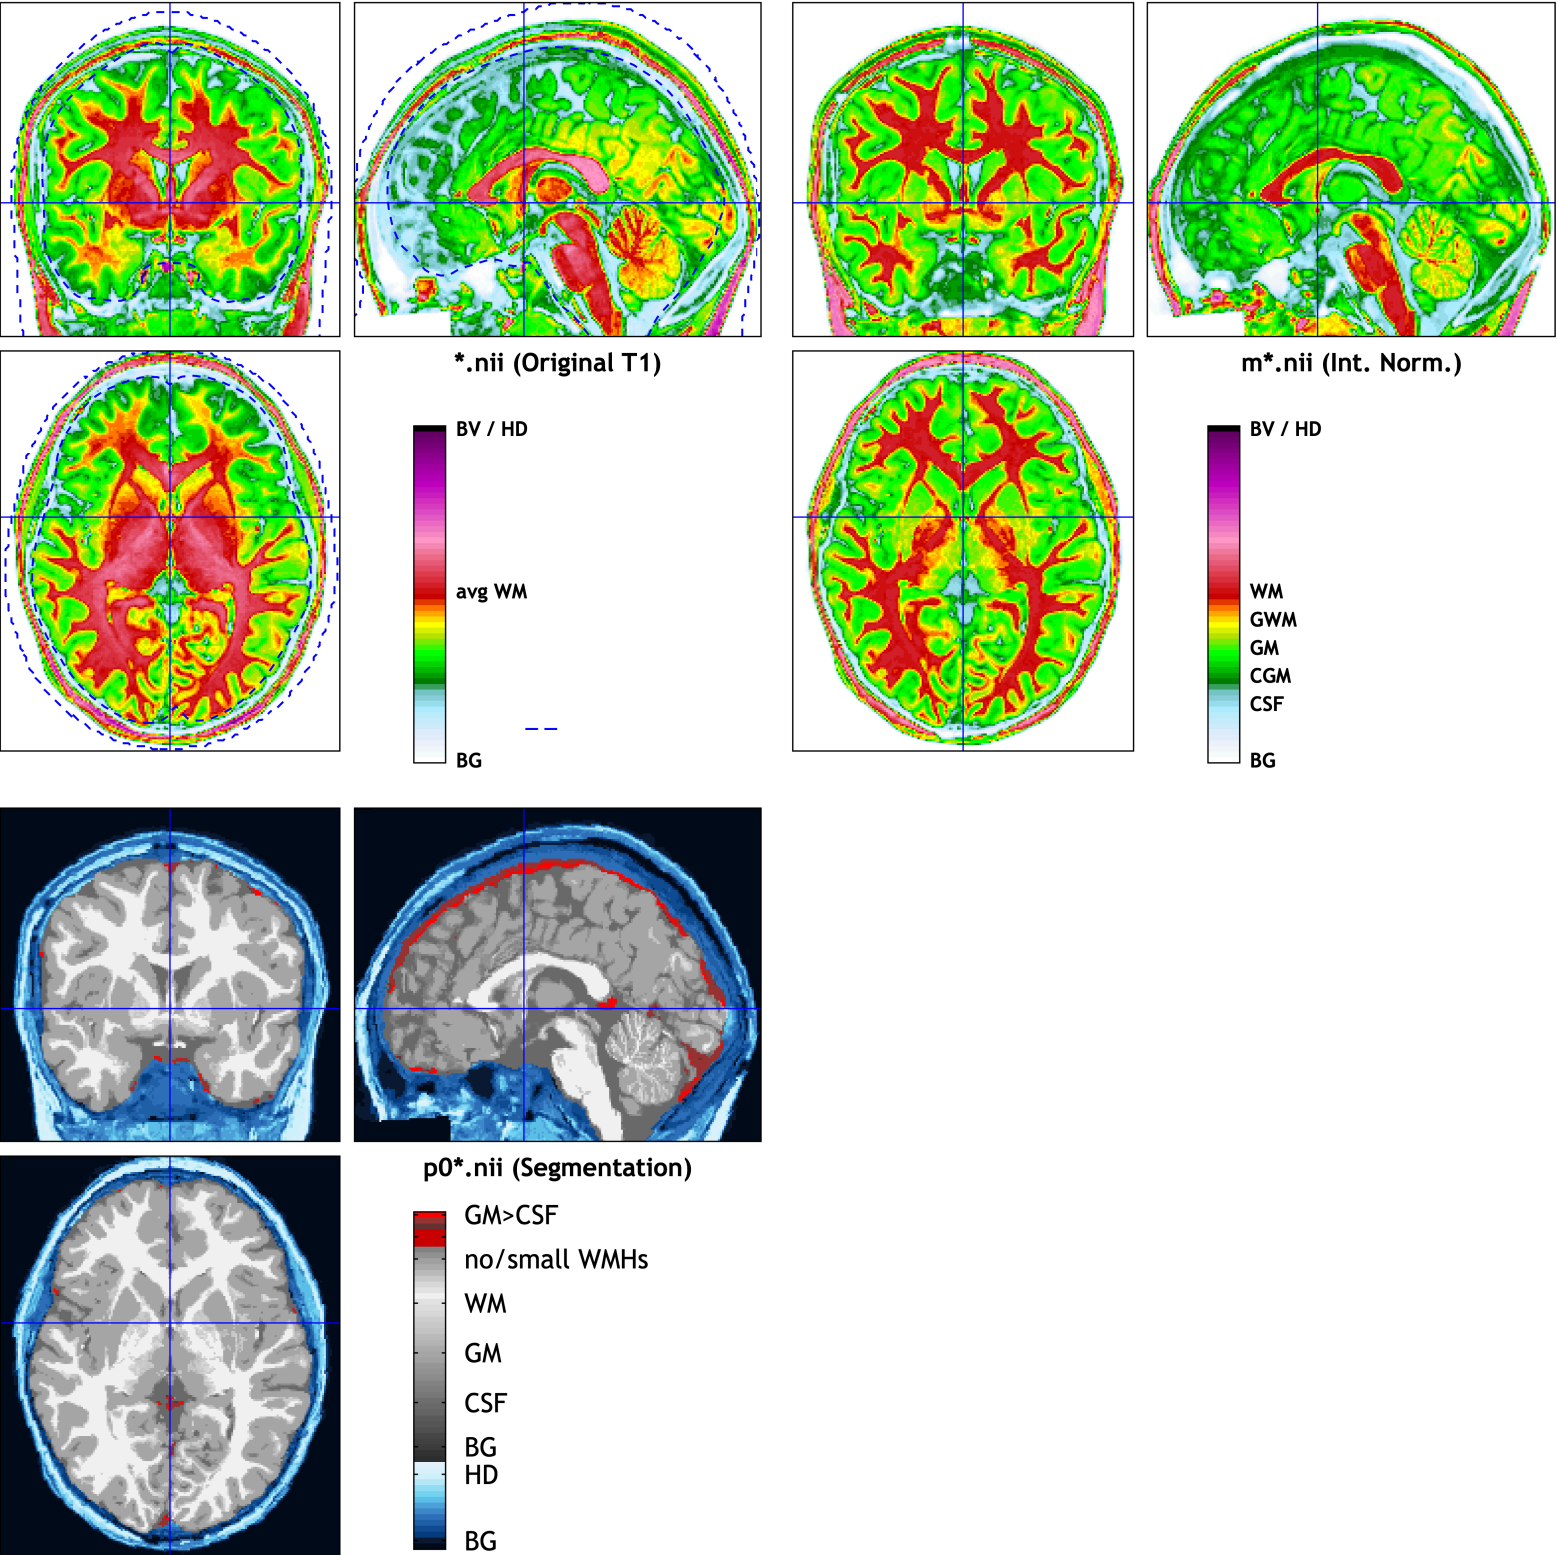 *.nii (Original T1)
BV / HD
avg WM
BG
m*.nii (Int. Norm.)
BV / HD
WM
GWM
GM
CGM
CSF
BG
p0*.nii (Segmentation)
GM>CSF
no/small WMHs
WM
GM
CSF
BG
HD
BG